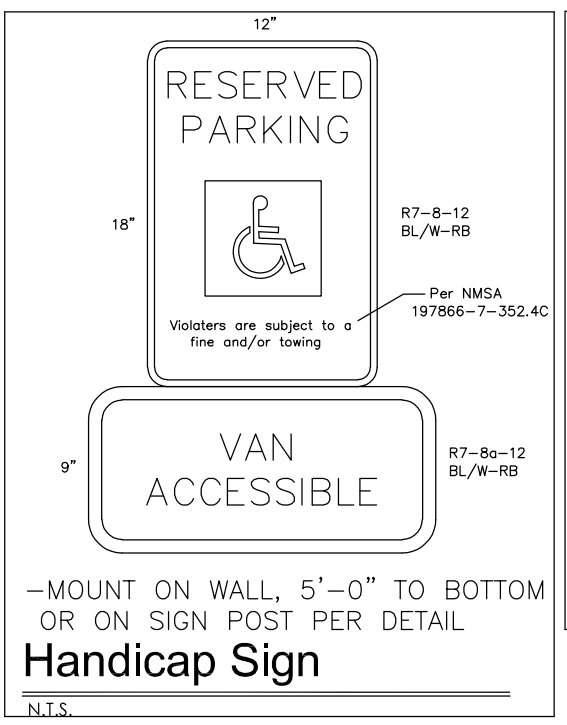 12"
RESERVED
PARKING
18"
R7-8-12
BL/W-RB
Per NMSA
197866-7-352.4C
Violaters are subject to a
fine and/or towing
9"
VAN
ACCESSIBLE
R7-8a-12
BL/W-RB
-MOUNT ON WALL, 5'-0" TO BOTTOM
OR ON SIGN POST PER DETAIL
Handicap Sign
N.T.S.